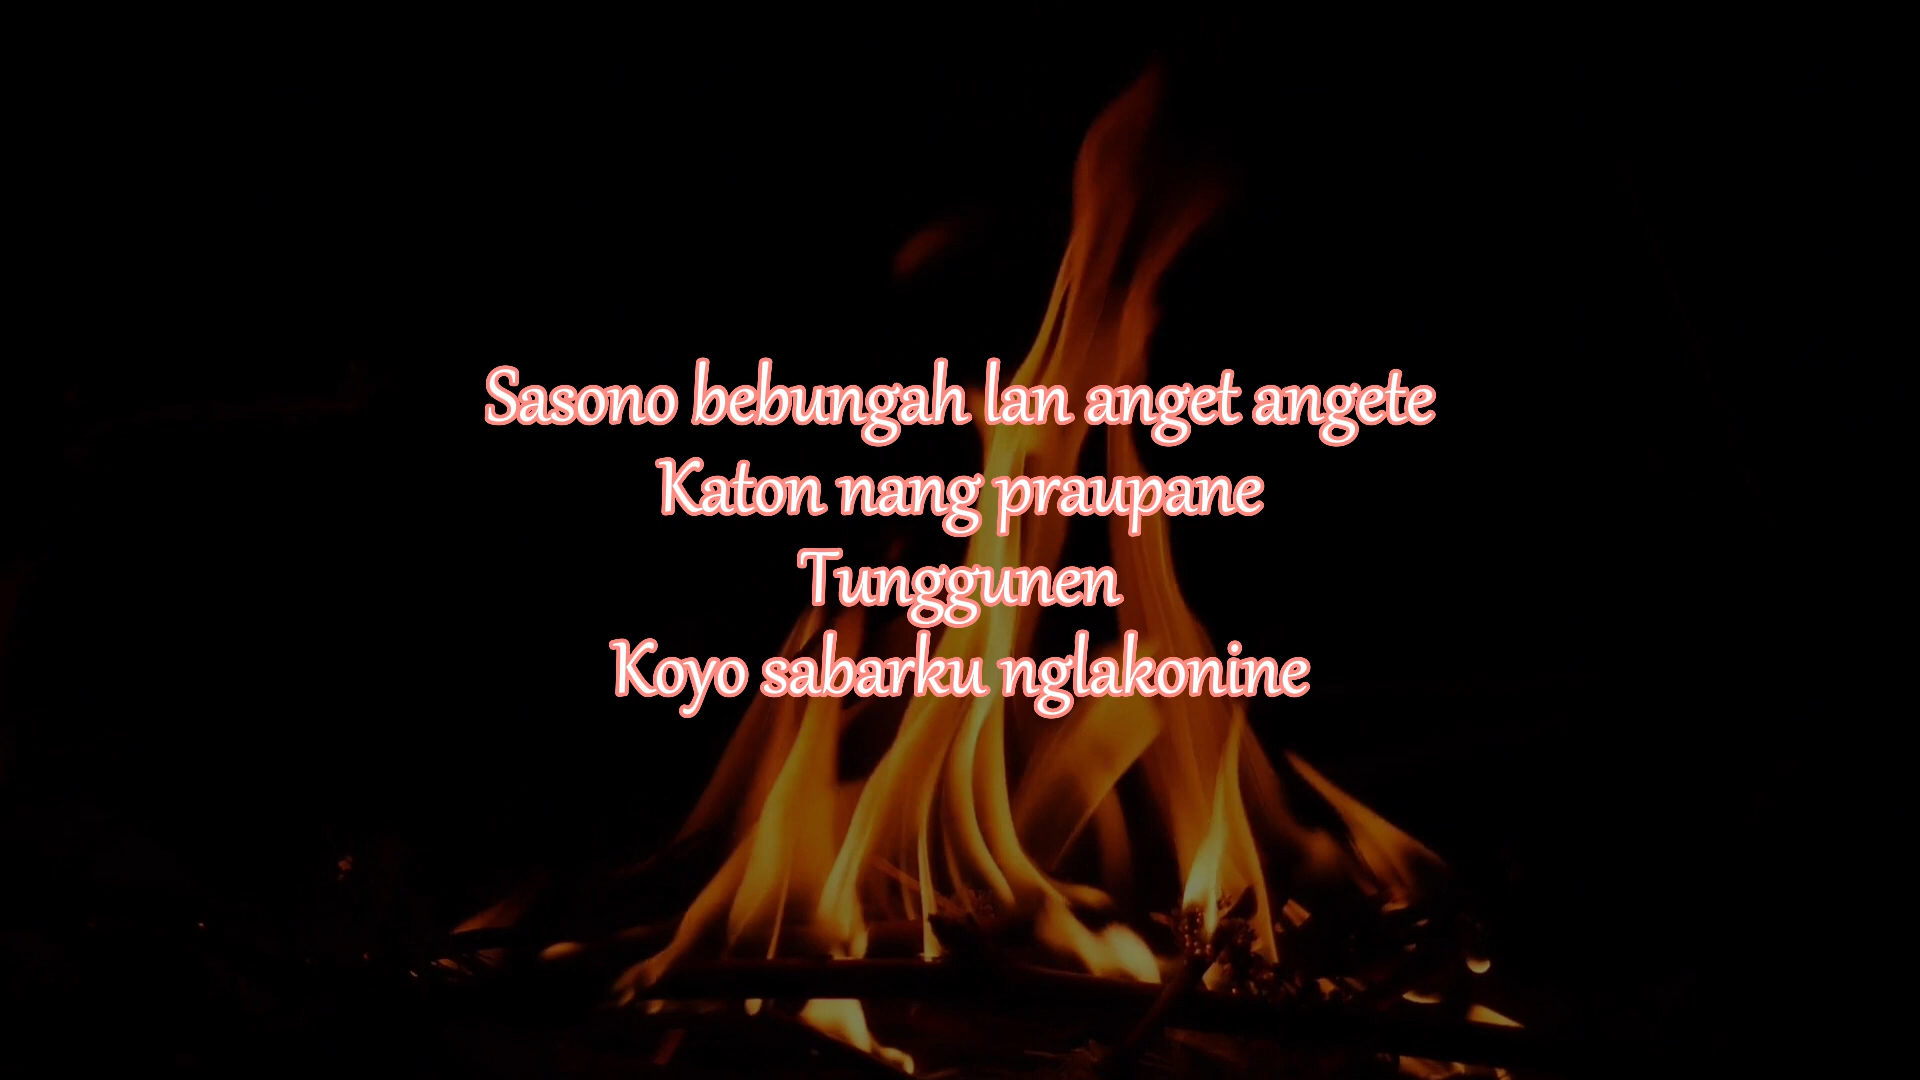 Sasono bebungah lan anget angete
Katon nang praupane
Tunggunen
Koyo sabarku nglakonine